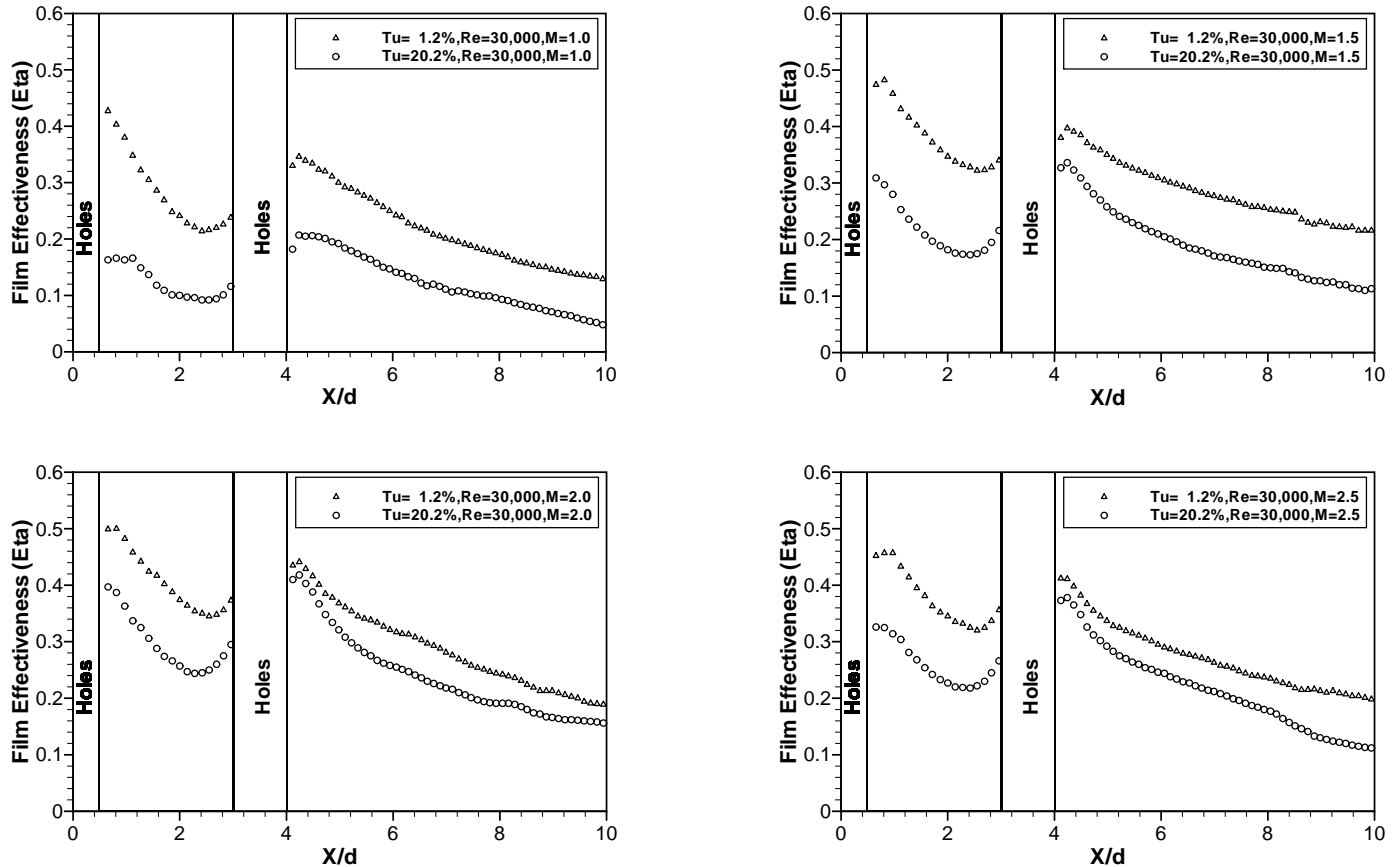 0.6
0.5
0.4
0.3
0.2
0.1
0
Film Effectiveness (Eta)
Holes
Holes
Tu= 1.2%,Re=30,000,M=1.0
Tu=20.2%,Re=30,000,M=1.0
0 2 4 6 8 10
X/d
0.6
0.5
0.4
0.3
0.2
0.1
0
Film Effectiveness (Eta)
Holes
Holes
Tu= 1.2%,Re=30,000,M=1.5
Tu=20.2%,Re=30,000,M=1.5
0 2 4 6 8 10
X/d
0.6
0.5
0.4
0.3
0.2
0.1
0
Film Effectiveness (Eta)
Holes
Holes
Tu= 1.2%,Re=30,000,M=2.0
Tu=20.2%,Re=30,000,M=2.0
0 2 4 6 8 10
X/d
0.6
0.5
0.4
0.3
0.2
0.1
0
Film Effectiveness (Eta)
Holes
Holes
Tu= 1.2%,Re=30,000,M=2.5
Tu=20.2%,Re=30,000,M=2.5
0 2 4 6 8 10
X/d